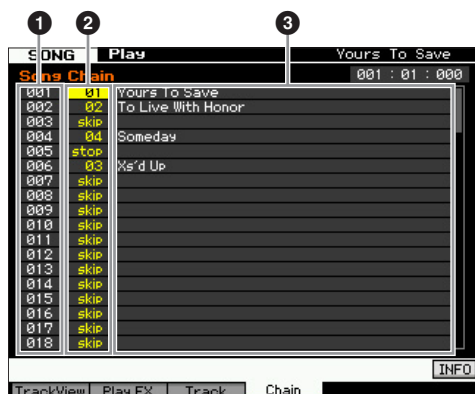 1 2 3
SONG Play Yours To Save
Song Chain 001 : 01 : 000
001 01 Yours To Save
002 02 To Live With Honor
003 skip
004 04 Someday
005 stop
006 03 Xs'd Up
007 skip
008 skip
009 skip
010 skip
011 skip
012 skip
013 skip
014 skip
015 skip
016 skip
017 skip
018 skip
INFO
TrackView Play FX Track Chain